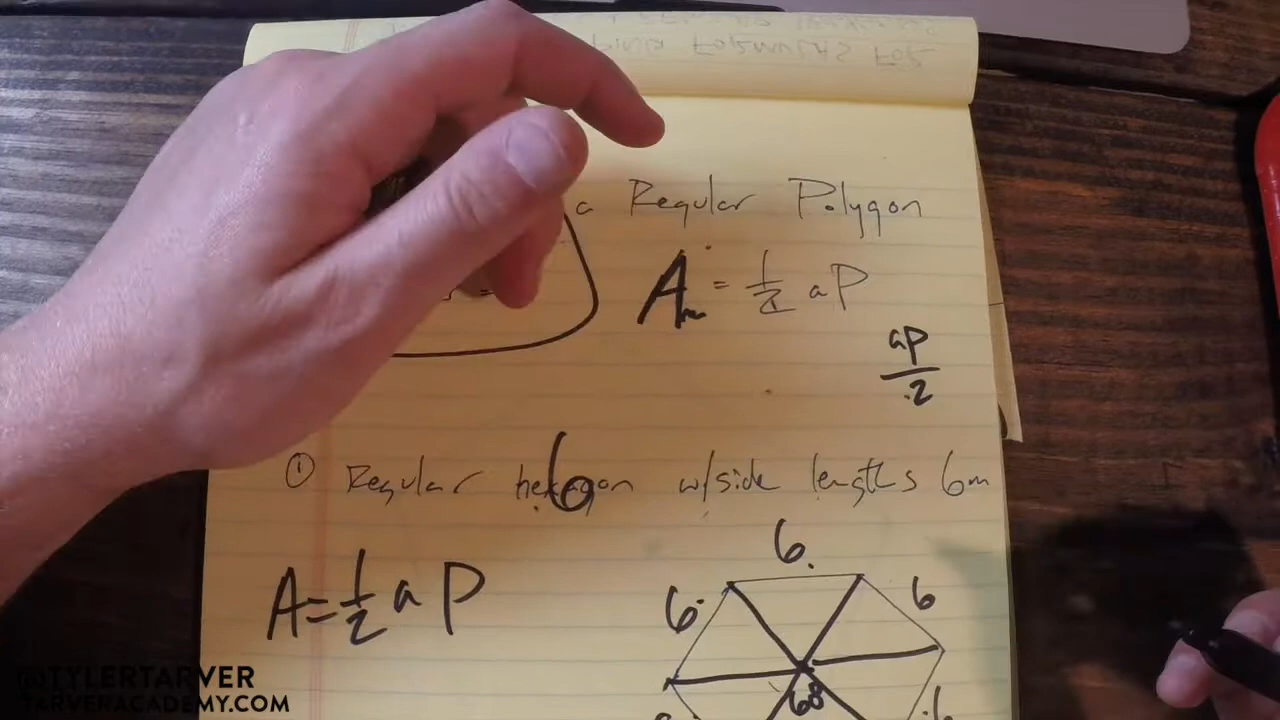 a Regular Polygon
A = 1/2 aP
aP/2
① Regular hexagon w/side lengths 6m
6
6
6 6
A = 1/2 a P
60°
6
@TYLERTARVER
TARVERACADEMY.COM